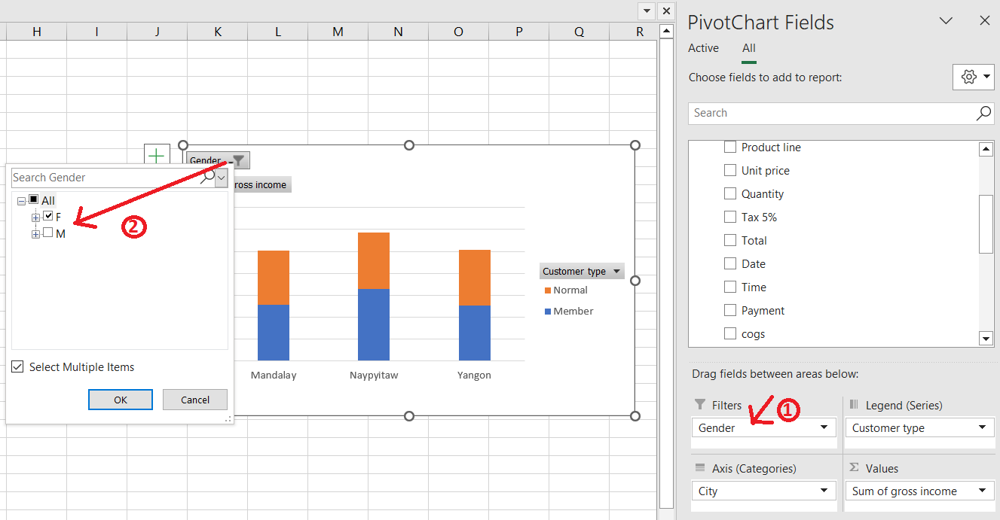 H I J K L M N O P Q R
Gender
Search Gender
ross income
All
F
M
2
Select Multiple Items
OK Cancel
Customer type
Normal
Member
Mandalay Naypyitaw Yangon
PivotChart Fields
Active All
Choose fields to add to report:
Search
Product line
Unit price
Quantity
Tax 5%
Total
Date
Time
Payment
cogs
Drag fields between areas below:
Filters
1
Gender
Legend (Series)
Customer type
Axis (Categories)
City
Σ Values
Sum of gross income